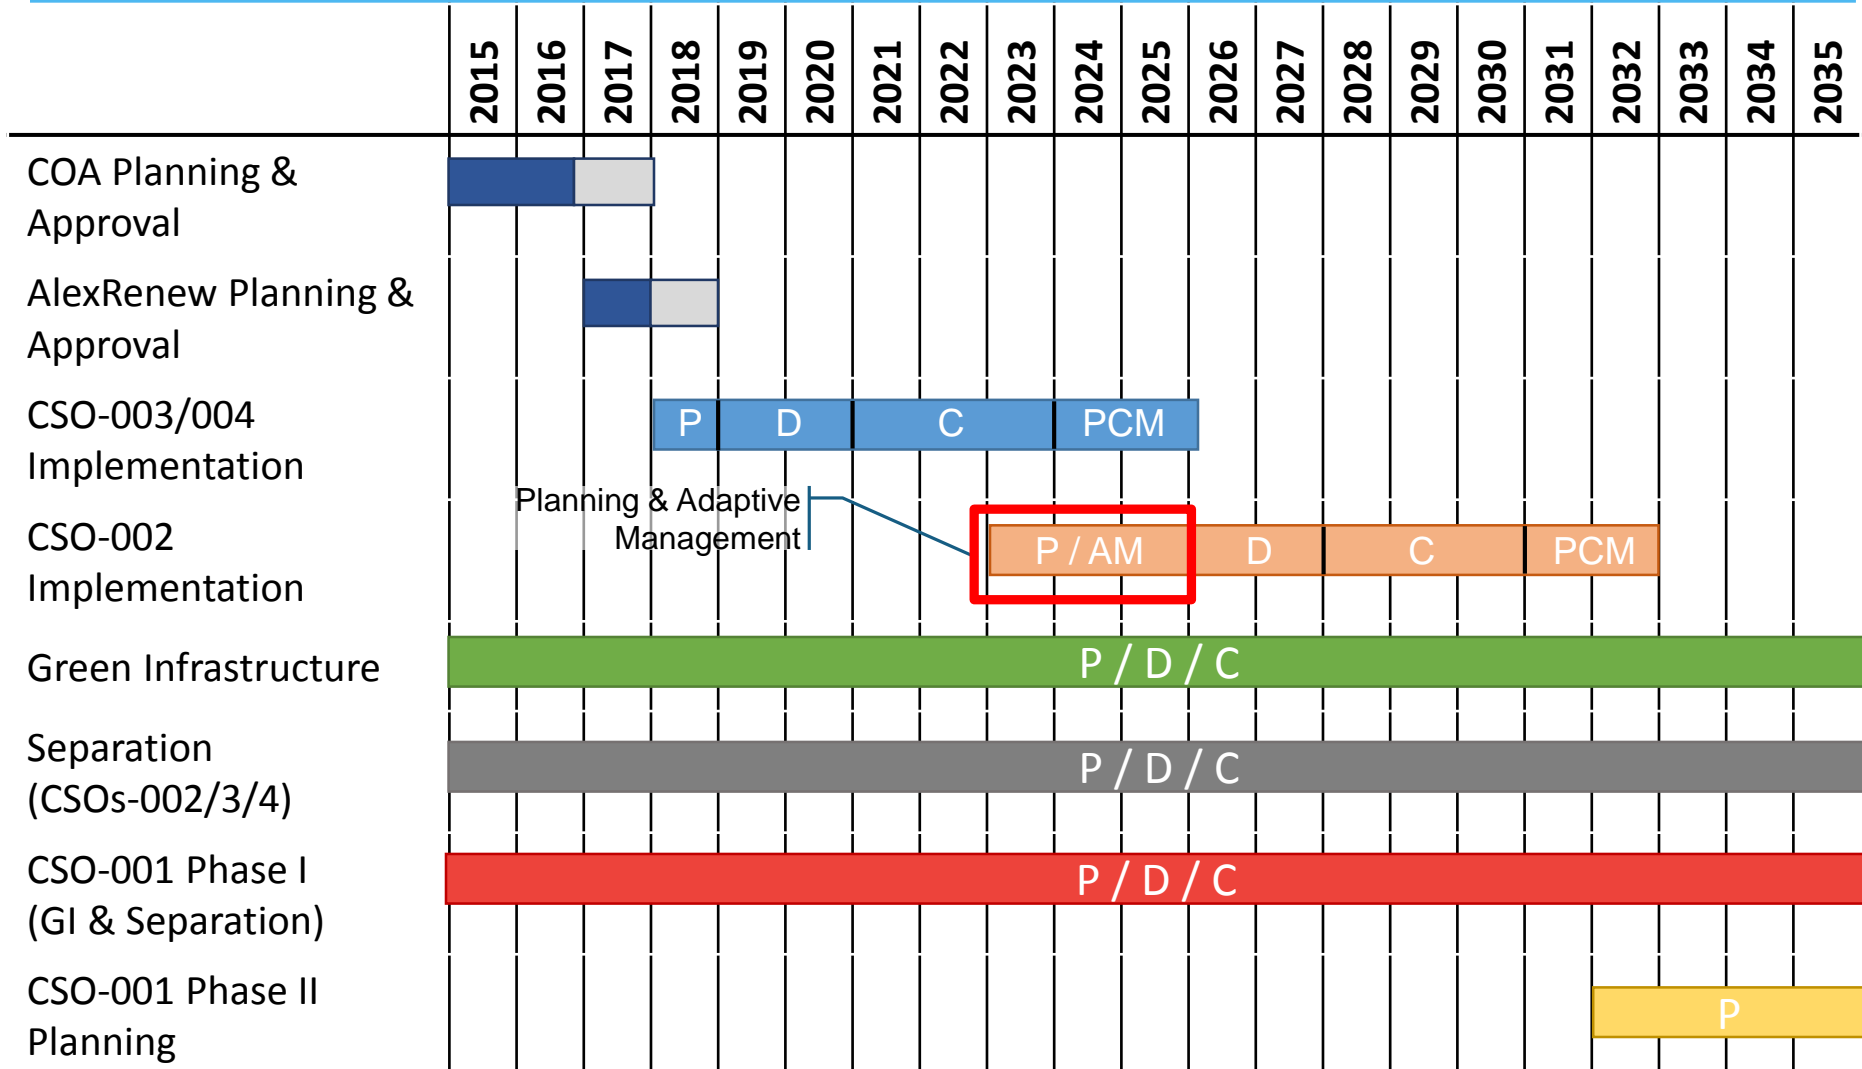 2015 2016 2017 2018 2019 2020 2021 2022 2023 2024 2025 2026 2027 2028 2029 2030 2031 2032 2033 2034 2035
COA Planning &
Approval
AlexRenew Planning &
Approval
CSO-003/004
Implementation
P D C PCM
Planning & Adaptive
Management
CSO-002
Implementation
P / AM D C PCM
Green Infrastructure
P / D / C
Separation
(CSOs-002/3/4)
P / D / C
CSO-001 Phase I
(GI & Separation)
P / D / C
CSO-001 Phase II
Planning
P